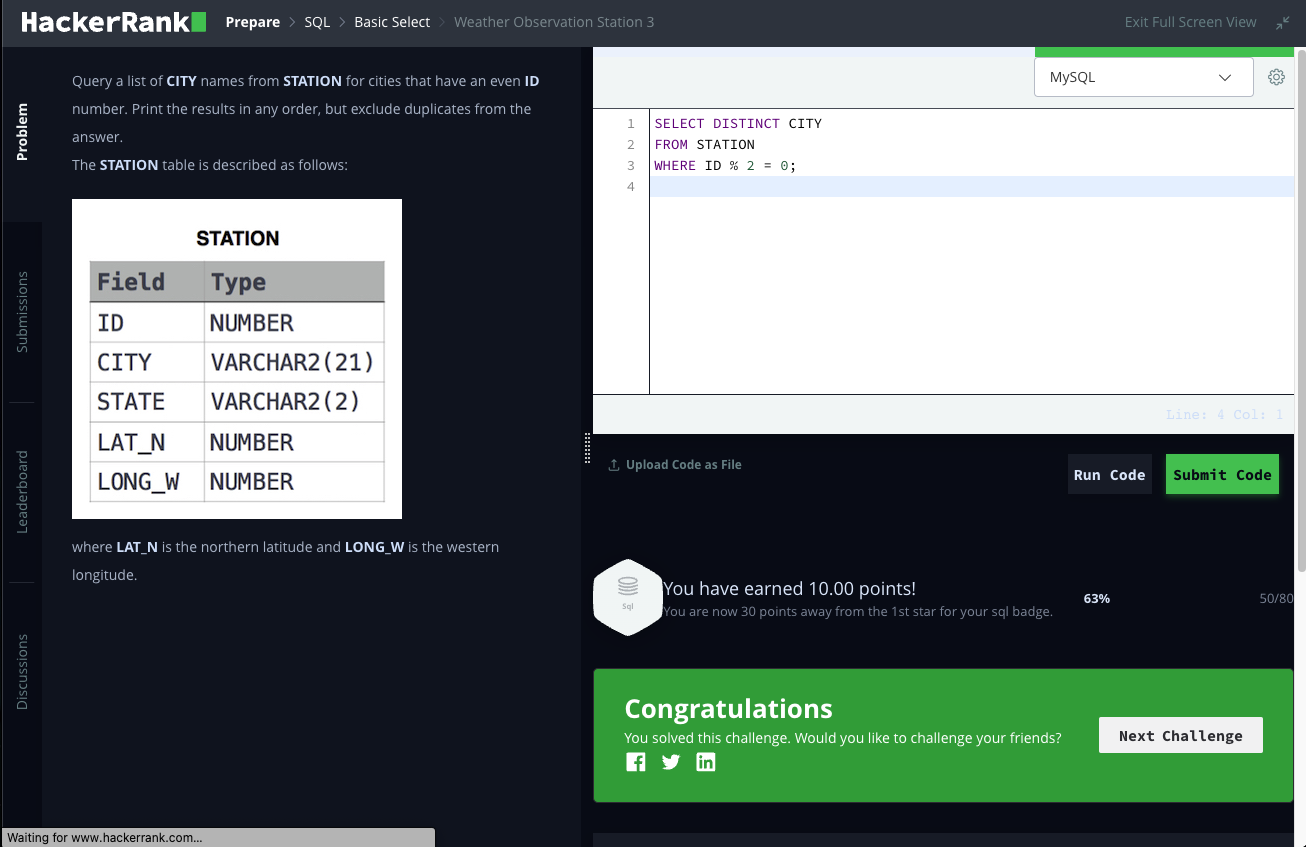 HackerRank
Prepare > SQL > Basic Select > Weather Observation Station 3
Exit Full Screen View
Problem
Submissions
Leaderboard
Discussions
Query a list of CITY names from STATION for cities that have an even ID
number. Print the results in any order, but exclude duplicates from the
answer.
The STATION table is described as follows:
STATION
Field Type
ID NUMBER
CITY VARCHAR2(21)
STATE VARCHAR2(2)
LAT_N NUMBER
LONG_W NUMBER
where LAT_N is the northern latitude and LONG_W is the western
longitude.
MySQL
1 SELECT DISTINCT CITY
2 FROM STATION
3 WHERE ID % 2 = 0;
4
Line: 4 Col: 1
Upload Code as File
Run Code
Submit Code
Sql
You have earned 10.00 points!
You are now 30 points away from the 1st star for your sql badge.
63%
50/80
Congratulations
You solved this challenge. Would you like to challenge your friends?
Next Challenge
Waiting for www.hackerrank.com...